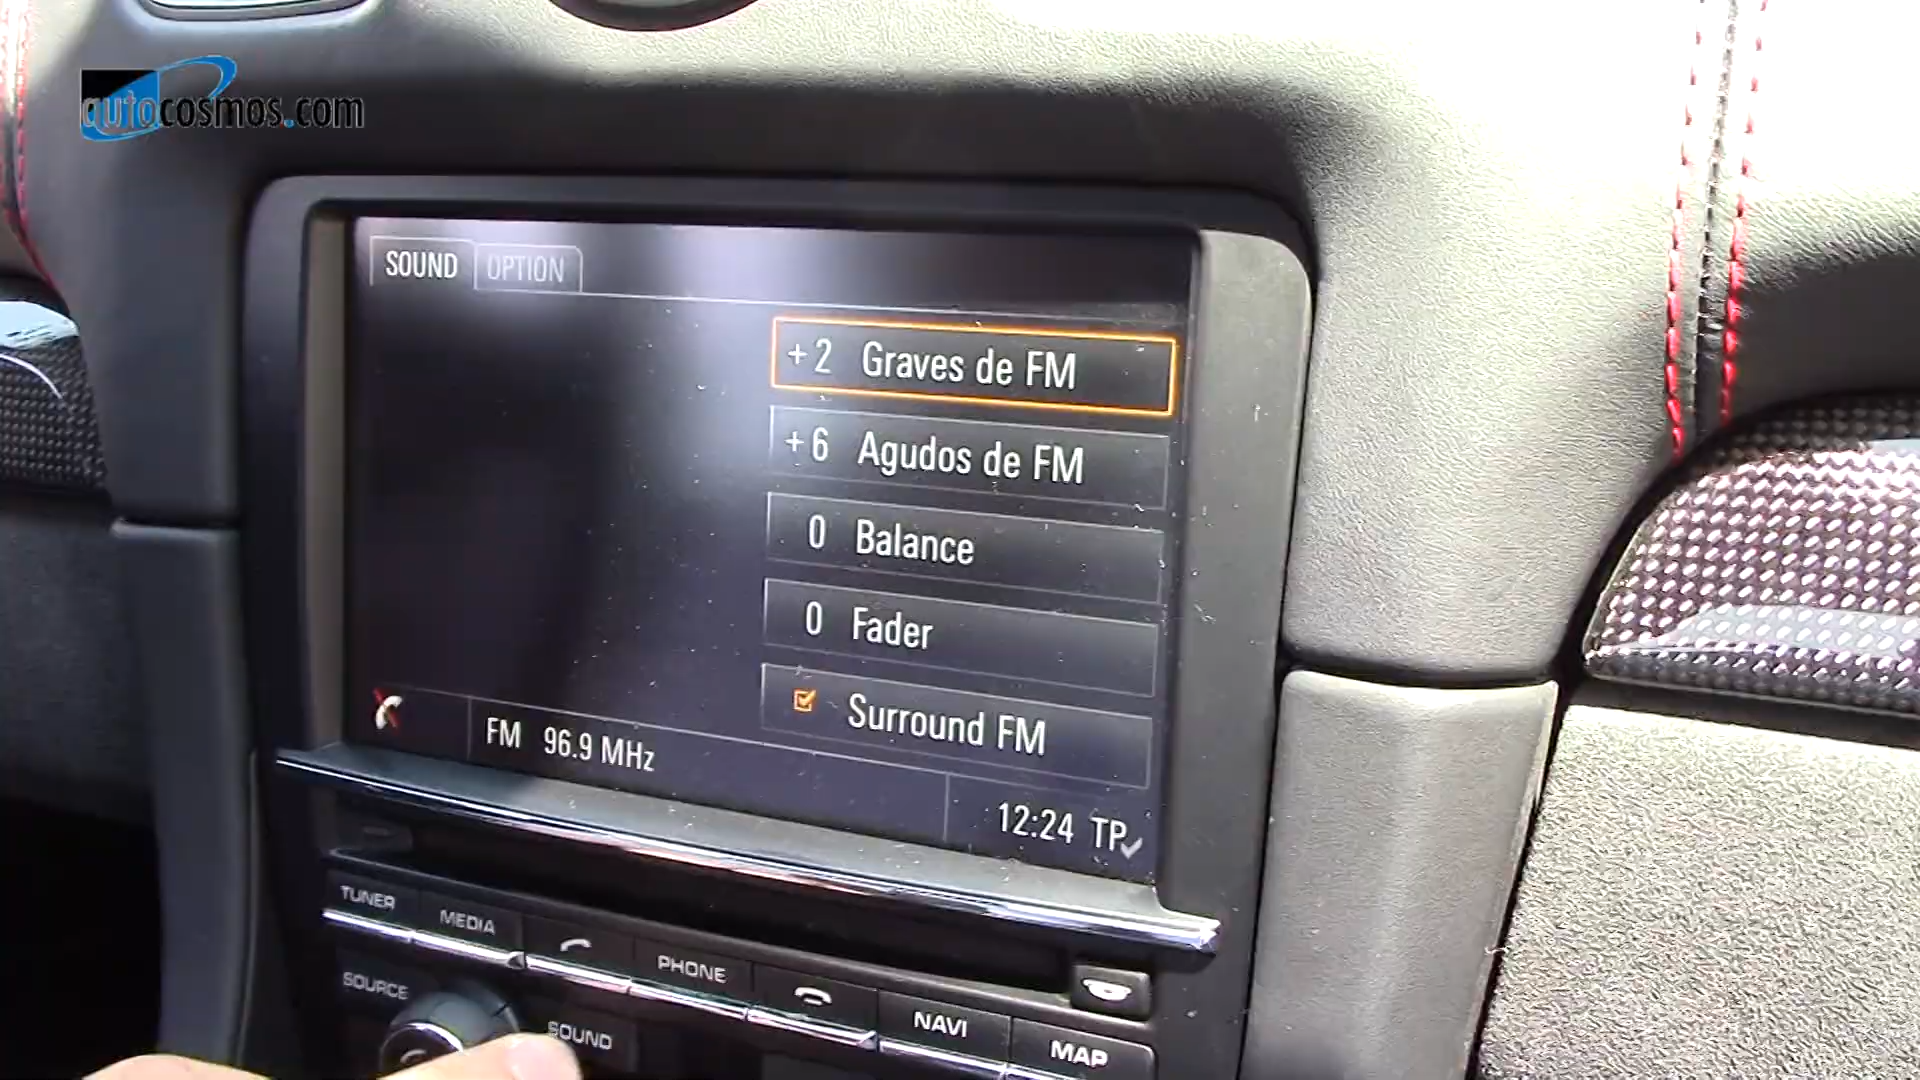 autocosmos.com
SOUND OPTION
+2 Graves de FM
+6 Agudos de FM
0 Balance
0 Fader
Surround FM
FM 96.9 MHz
12:24 TP
TUNER MEDIA PHONE NAVI MAP
SOURCE SOUND